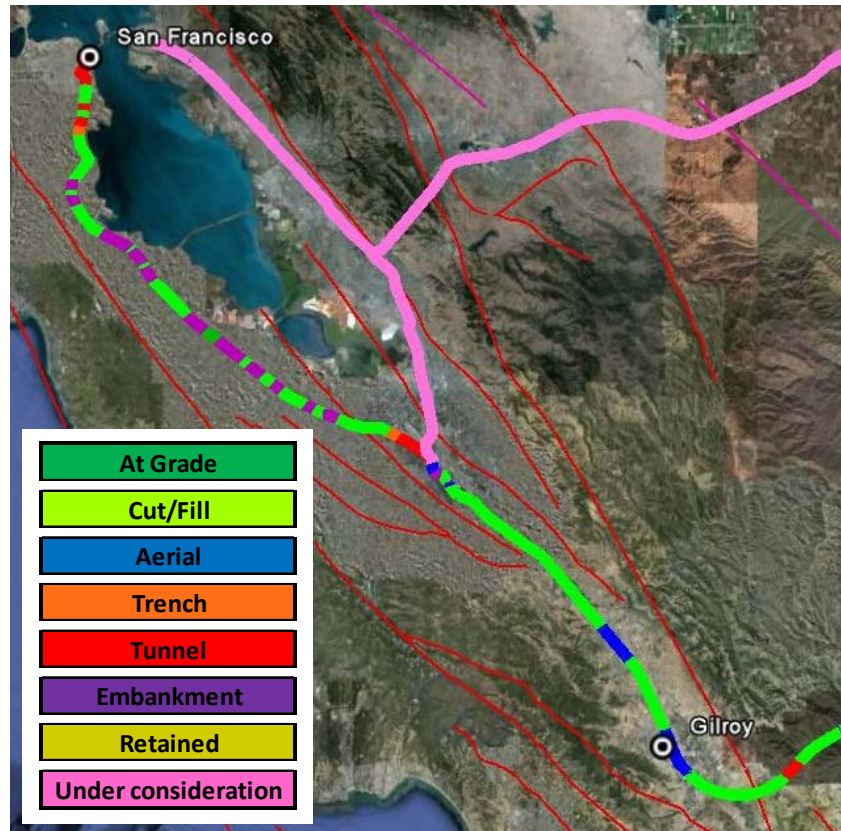 San Francisco
At Grade
Cut/Fill
Aerial
Trench
Tunnel
Embankment
Retained
Under consideration
Gilroy